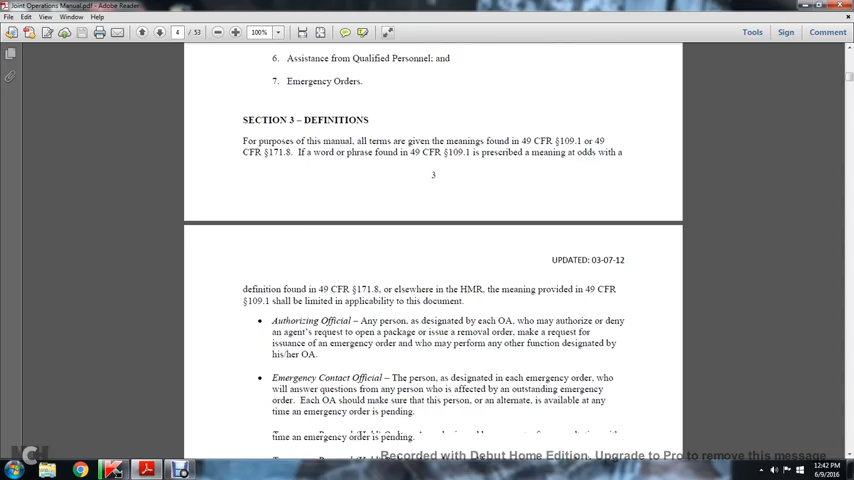 Joint Operations Manual.pdf - Adobe Reader
File Edit View Window Help
4 / 53 100% Tools Sign Comment
6. Assistance from Qualified Personnel; and
7. Emergency Orders.
SECTION 3 – DEFINITIONS
For purposes of this manual, all terms are given the meanings found in 49 CFR §109.1 or 49
CFR §171.8. If a word or phrase found in 49 CFR §109.1 is prescribed a meaning at odds with a
3
UPDATED: 03-07-12
definition found in 49 CFR §171.8, or elsewhere in the HMR, the meaning provided in 49 CFR
§109.1 shall be limited in applicability to this document.
• Authorizing Official – Any person, as designated by each OA, who may authorize or deny
an agent's request to open a package or issue a removal order, make a request for
issuance of an emergency order and who may perform any other function designated by
his/her OA.
• Emergency Contact Official – The person, as designated in each emergency order, who
will answer questions from any person who is affected by an outstanding emergency
order. Each OA should make sure that this person, or an alternate, is available at any
time an emergency order is pending.
time an emergency order is pending.
Recorded with Debut Home Edition. Upgrade to Pro to remove this message
NCH
12:42 PM
6/9/2016